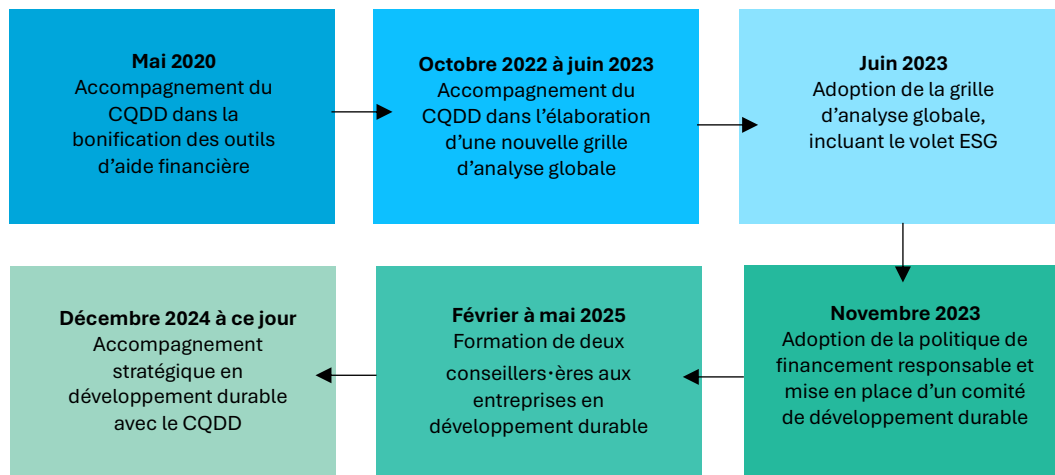 Mai 2020
Accompagnement du
CQDD dans la
bonification des outils
d’aide financière
Octobre 2022 à juin 2023
Accompagnement du
CQDD dans l’élaboration
d’une nouvelle grille
d’analyse globale
Juin 2023
Adoption de la grille
d’analyse globale,
incluant le volet ESG
Novembre 2023
Adoption de la politique de
financement responsable et
mise en place d’un comité
de développement durable
Février à mai 2025
Formation de deux
conseillers·ères aux
entreprises en
développement durable
Décembre 2024 à ce jour
Accompagnement
stratégique en
développement durable
avec le CQDD